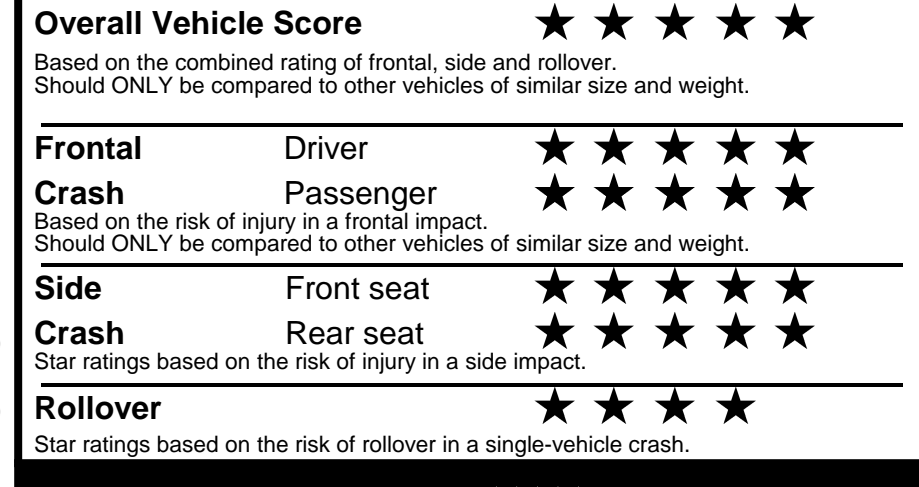 Overall Vehicle Score ★ ★ ★ ★ ★
Based on the combined rating of frontal, side and rollover.
Should ONLY be compared to other vehicles of similar size and weight.
Frontal Driver ★ ★ ★ ★ ★
Crash Passenger ★ ★ ★ ★ ★
Based on the risk of injury in a frontal impact.
Should ONLY be compared to other vehicles of similar size and weight.
Side Front seat ★ ★ ★ ★ ★
Crash Rear seat ★ ★ ★ ★ ★
Star ratings based on the risk of injury in a side impact.
Rollover ★ ★ ★ ★
Star ratings based on the risk of rollover in a single-vehicle crash.